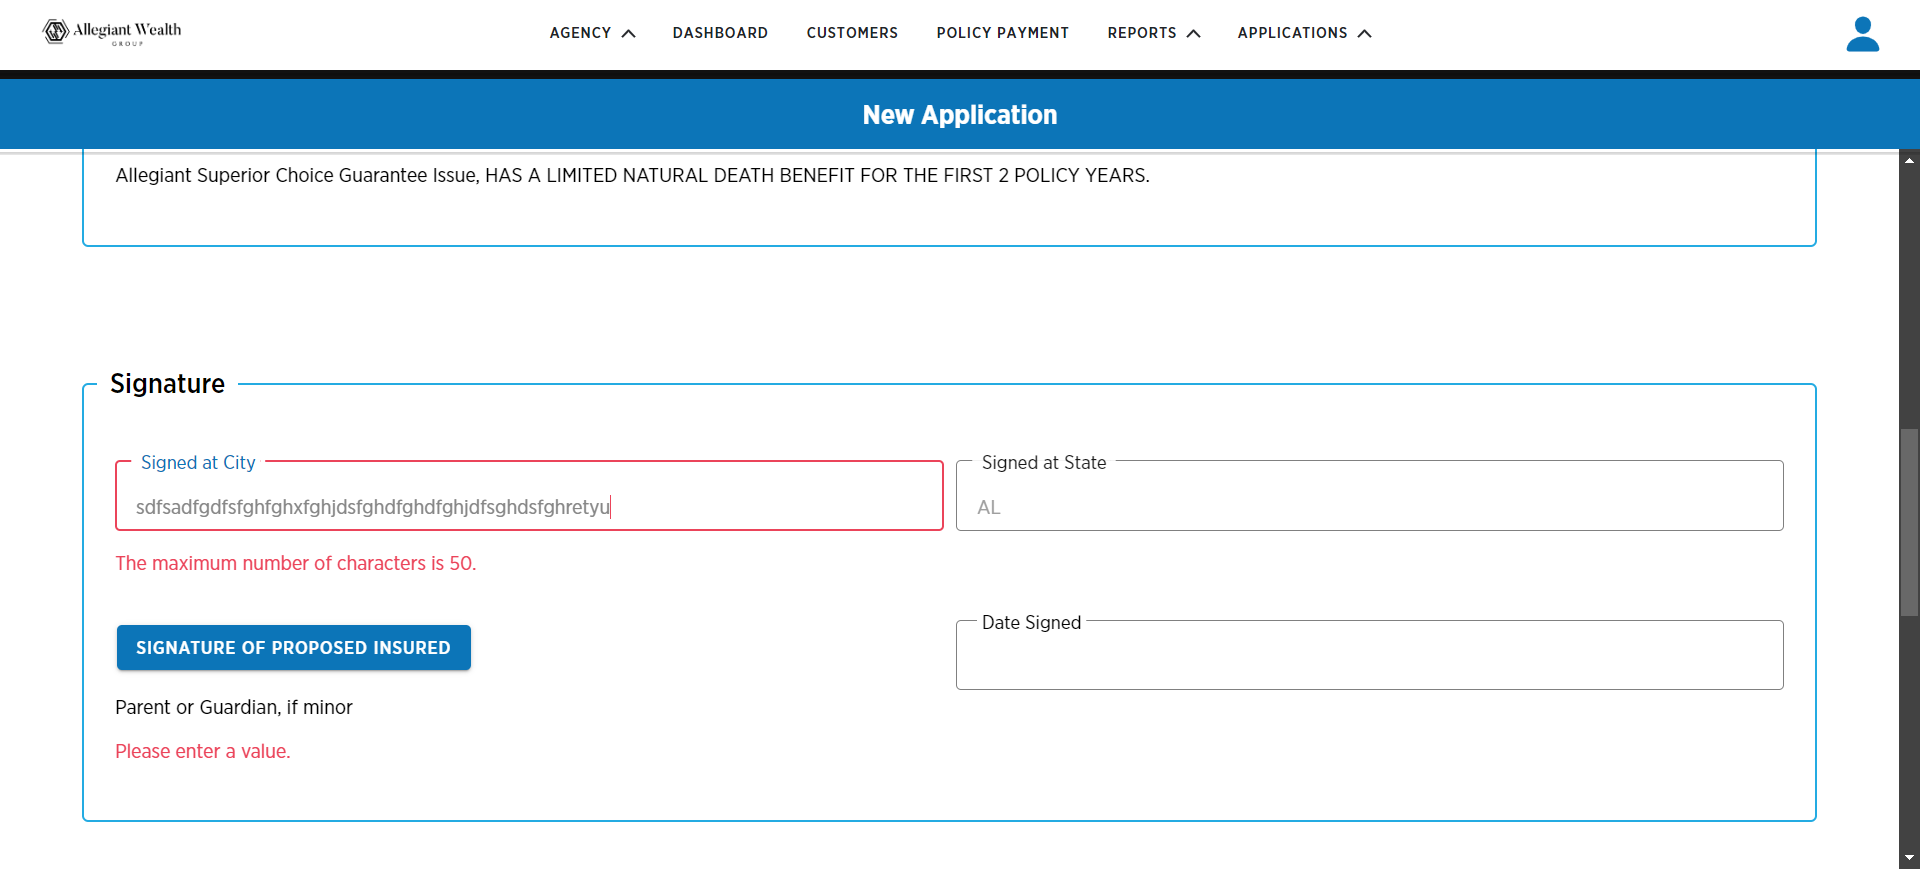 Allegiant Wealth
GROUP
AGENCY DASHBOARD CUSTOMERS POLICY PAYMENT REPORTS APPLICATIONS
New Application
Allegiant Superior Choice Guarantee Issue, HAS A LIMITED NATURAL DEATH BENEFIT FOR THE FIRST 2 POLICY YEARS.
Signature
Signed at City
sdfsadfgdfsfghfghxfghjdsfghdfghdfghjdfsghdsfghretyu
Signed at State
AL
The maximum number of characters is 50.
SIGNATURE OF PROPOSED INSURED
Date Signed
Parent or Guardian, if minor
Please enter a value.